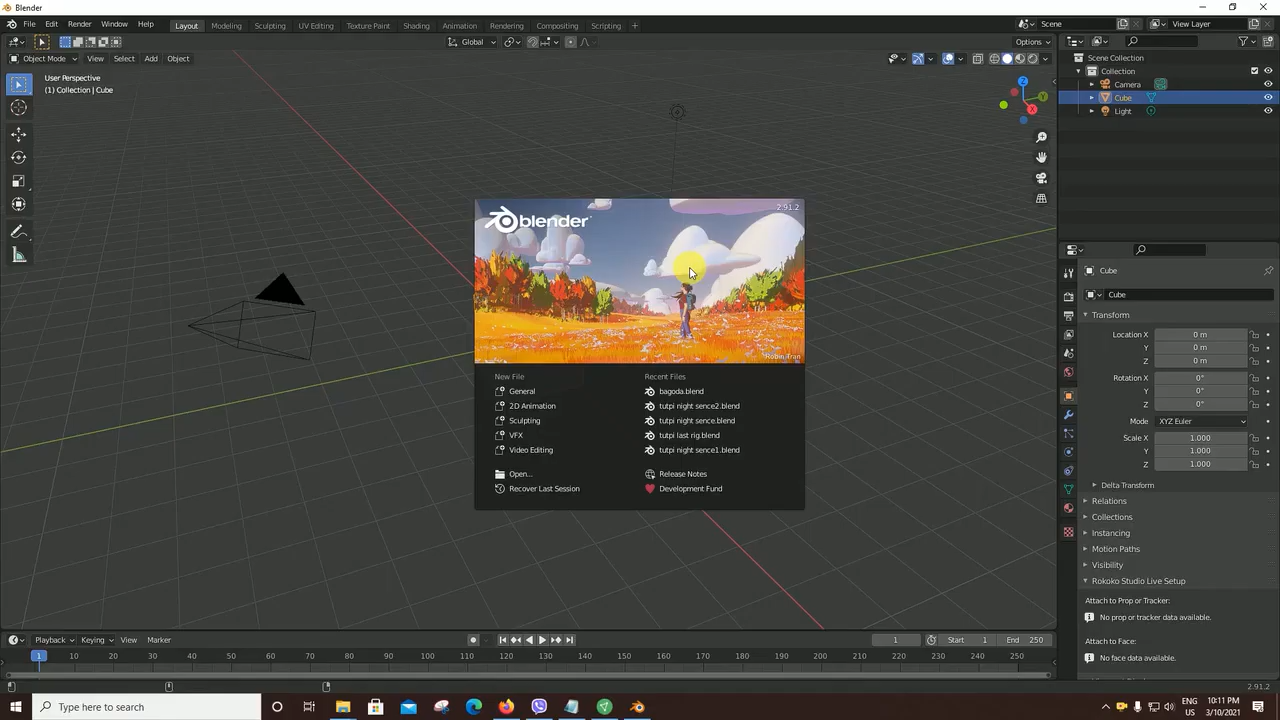 Blender
File Edit Render Window Help Layout Modeling Sculpting UV Editing Texture Paint Shading Animation Rendering Compositing Scripting + Scene View Layer
Global Options
Object Mode View Select Add Object
User Perspective
(1) Collection | Cube
Scene Collection
Collection
Camera
Cube
Light
X
Y
Z
blender
2.91.2
Robin Tran
New File
General
2D Animation
Sculpting
VFX
Video Editing
Open...
Recover Last Session
Recent Files
bagoda.blend
tutpi night sence2.blend
tutpi night sence.blend
tutpi last rig.blend
tutpi night sence1.blend
Release Notes
Development Fund
Cube
Cube
Transform
Location X 0 m
Y 0 m
Z 0 m
Rotation X 0°
Y 0°
Z 0°
Mode XYZ Euler
Scale X 1.000
Y 1.000
Z 1.000
Delta Transform
Relations
Collections
Instancing
Motion Paths
Visibility
Rokoko Studio Live Setup
Attach to Prop or Tracker:
No prop or tracker data available.
Attach to Face:
No face data available.
Playback Keying View Marker 1 Start 1 End 250
1 10 20 30 40 50 60 70 80 90 100 110 120 130 140 150 160 170 180 190 200 210 220 230 240 250
2.91.2
Type here to search
ENG
US
10:11 PM
3/10/2021